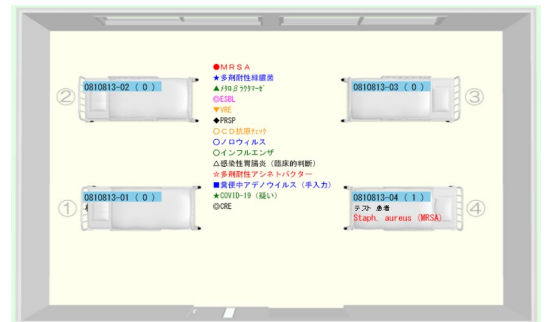 ●ＭＲＳＡ
★多剤耐性緑膿菌
▲ﾒﾀﾛβﾗｸﾀﾏｰｾﾞ
◎ESBL
▼VRE
◆PRSP
〇ＣＤ抗原ﾁｪｯｸ
〇ノロウィルス
〇インフルエンザ
△感染性胃腸炎（臨床的判断）
☆多剤耐性アシネトバクター
■糞便中アデノウイルス（手入力）
★COVID-19（疑い）
◎CRE
② 0810813-02 ( 0 )
0810813-03 ( 0 ) ③
① 0810813-01 ( 0 )
0810813-04 ( 1 ) ④
テスト 患者
Staph. aureus (MRSA)